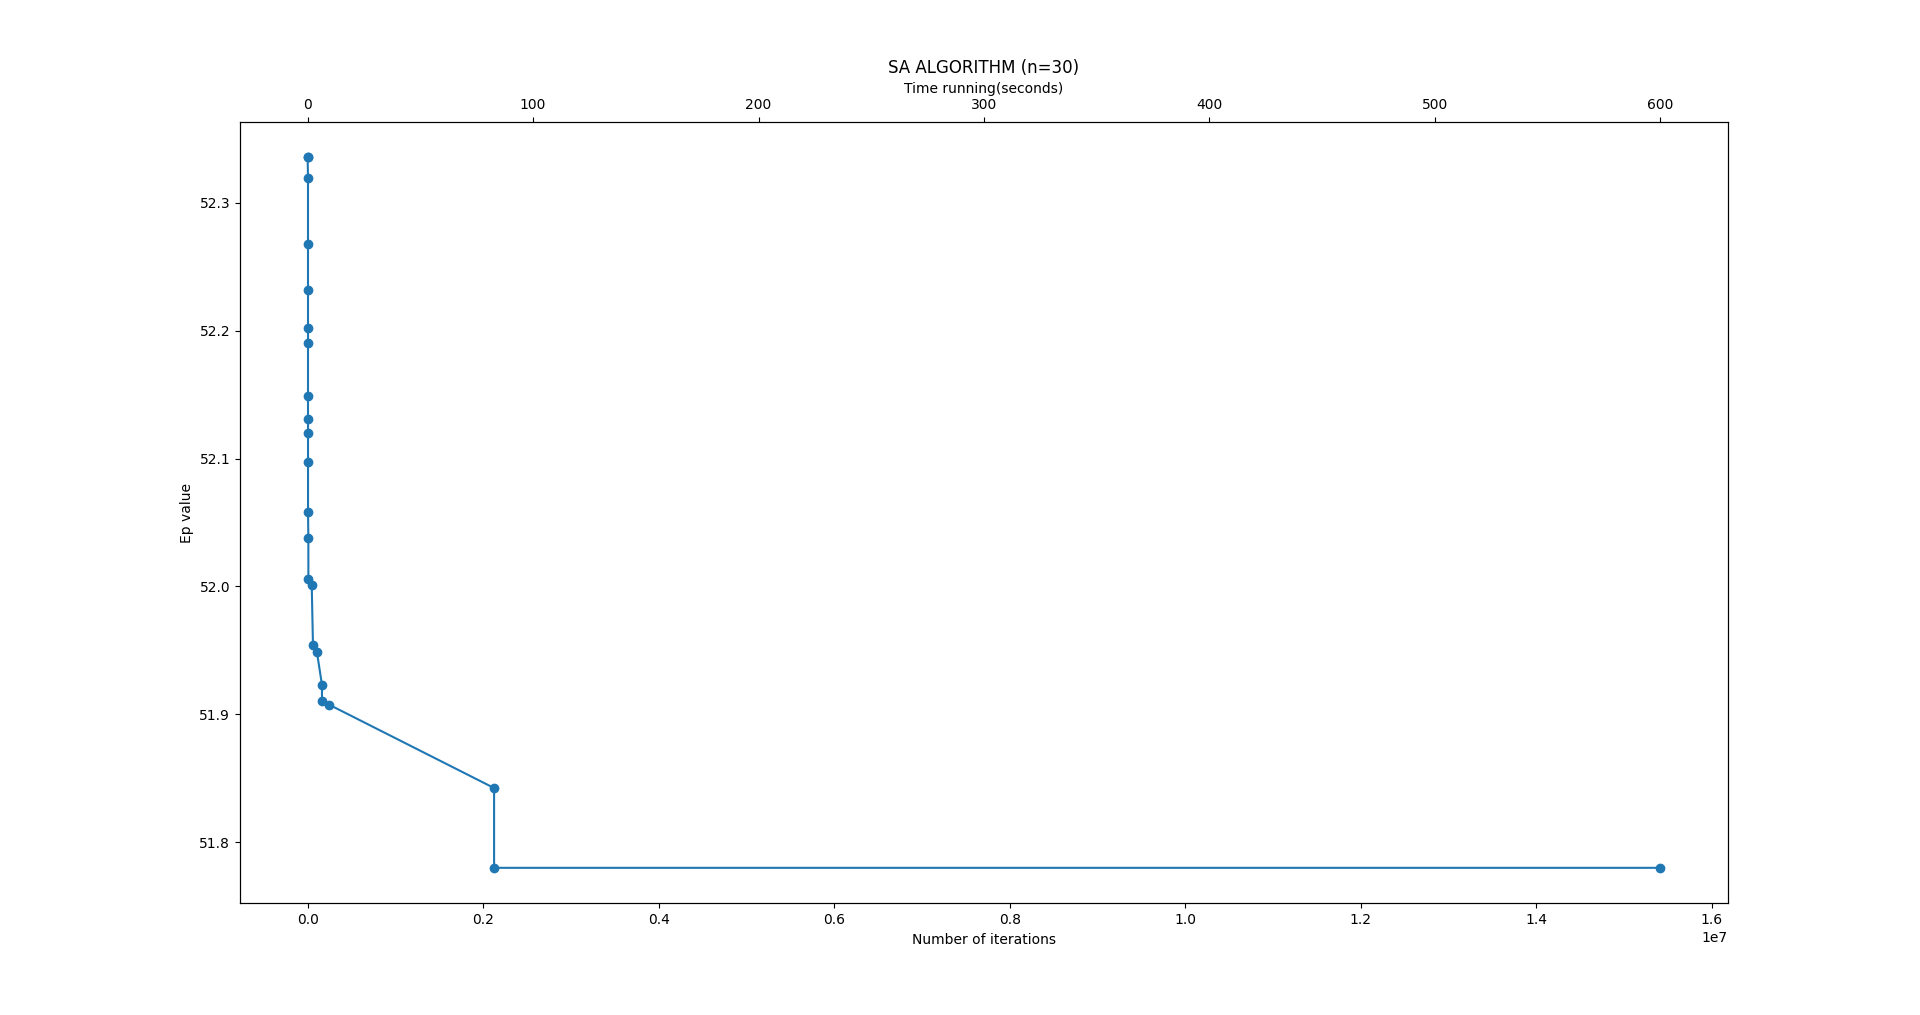 SA ALGORITHM (n=30)
Time running(seconds)
0 100 200 300 400 500 600
52.3
52.2
52.1
52.0
51.9
51.8
Ep value
0.0 0.2 0.4 0.6 0.8 1.0 1.2 1.4 1.6
1e7
Number of iterations